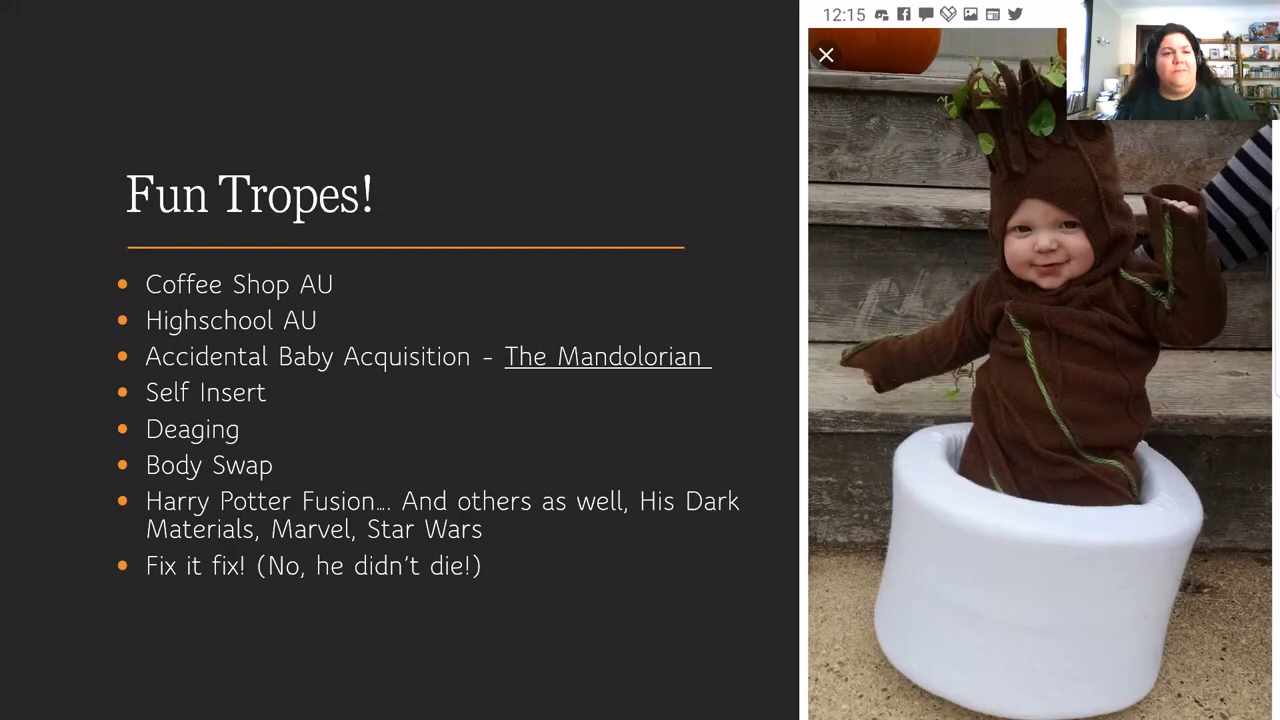 Fun Tropes!
Coffee Shop AU
Highschool AU
Accidental Baby Acquisition - The Mandolorian
Self Insert
Deaging
Body Swap
Harry Potter Fusion... And others as well, His Dark
Materials, Marvel, Star Wars
Fix it fix! (No, he didn't die!)
12:15